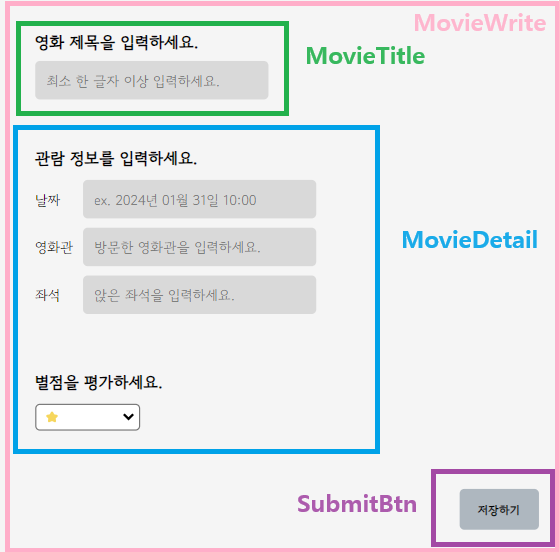 MovieWrite
영화 제목을 입력하세요.
MovieTitle
최소 한 글자 이상 입력하세요.
관람 정보를 입력하세요.
날짜 ex. 2024년 01월 31일 10:00
영화관 방문한 영화관을 입력하세요.
MovieDetail
좌석 앉은 좌석을 입력하세요.
별점을 평가하세요.
SubmitBtn
저장하기